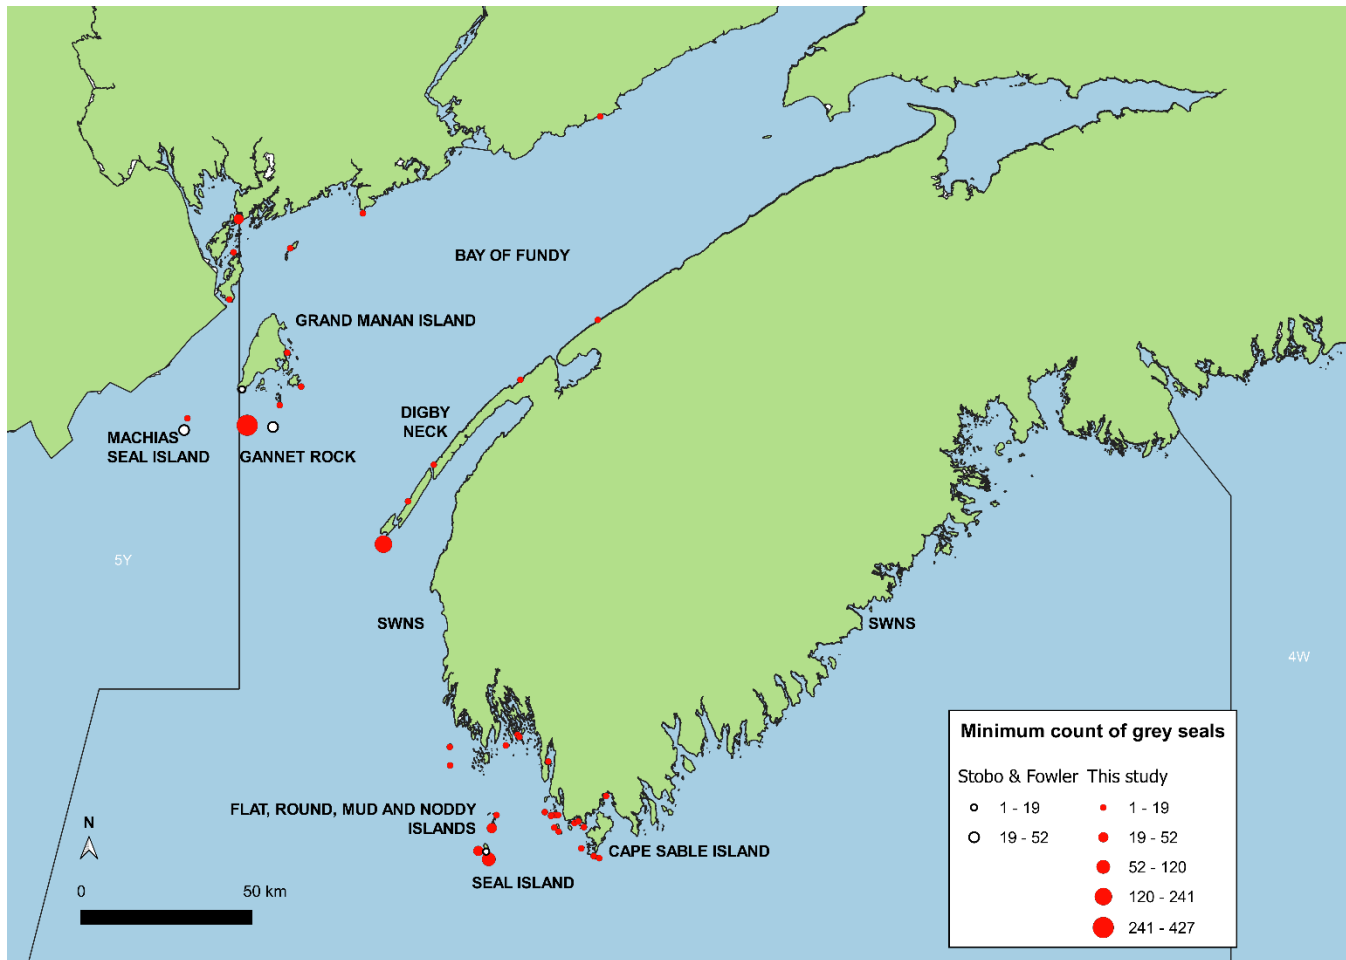 BAY OF FUNDY
GRAND MANAN ISLAND
DIGBY
NECK
MACHIAS
SEAL ISLAND
GANNET ROCK
5Y
SWNS
SWNS
4W
FLAT, ROUND, MUD AND NODDY
ISLANDS
CAPE SABLE ISLAND
SEAL ISLAND
N
0 50 km
Minimum count of grey seals
Stobo & Fowler This study
1 - 19 1 - 19
19 - 52 19 - 52
52 - 120
120 - 241
241 - 427